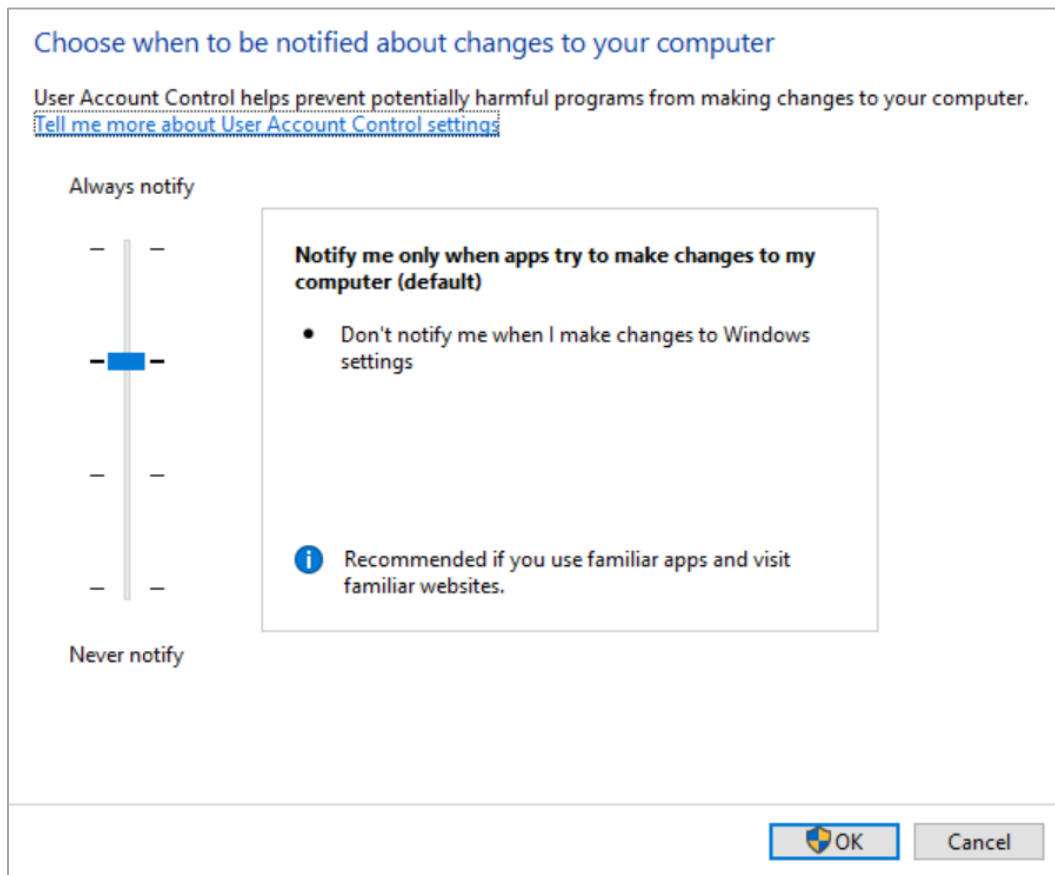 Choose when to be notified about changes to your computer
User Account Control helps prevent potentially harmful programs from making changes to your computer.
Tell me more about User Account Control settings
Always notify
Notify me only when apps try to make changes to my
computer (default)
• Don't notify me when I make changes to Windows
settings
Recommended if you use familiar apps and visit
familiar websites.
Never notify
OK
Cancel